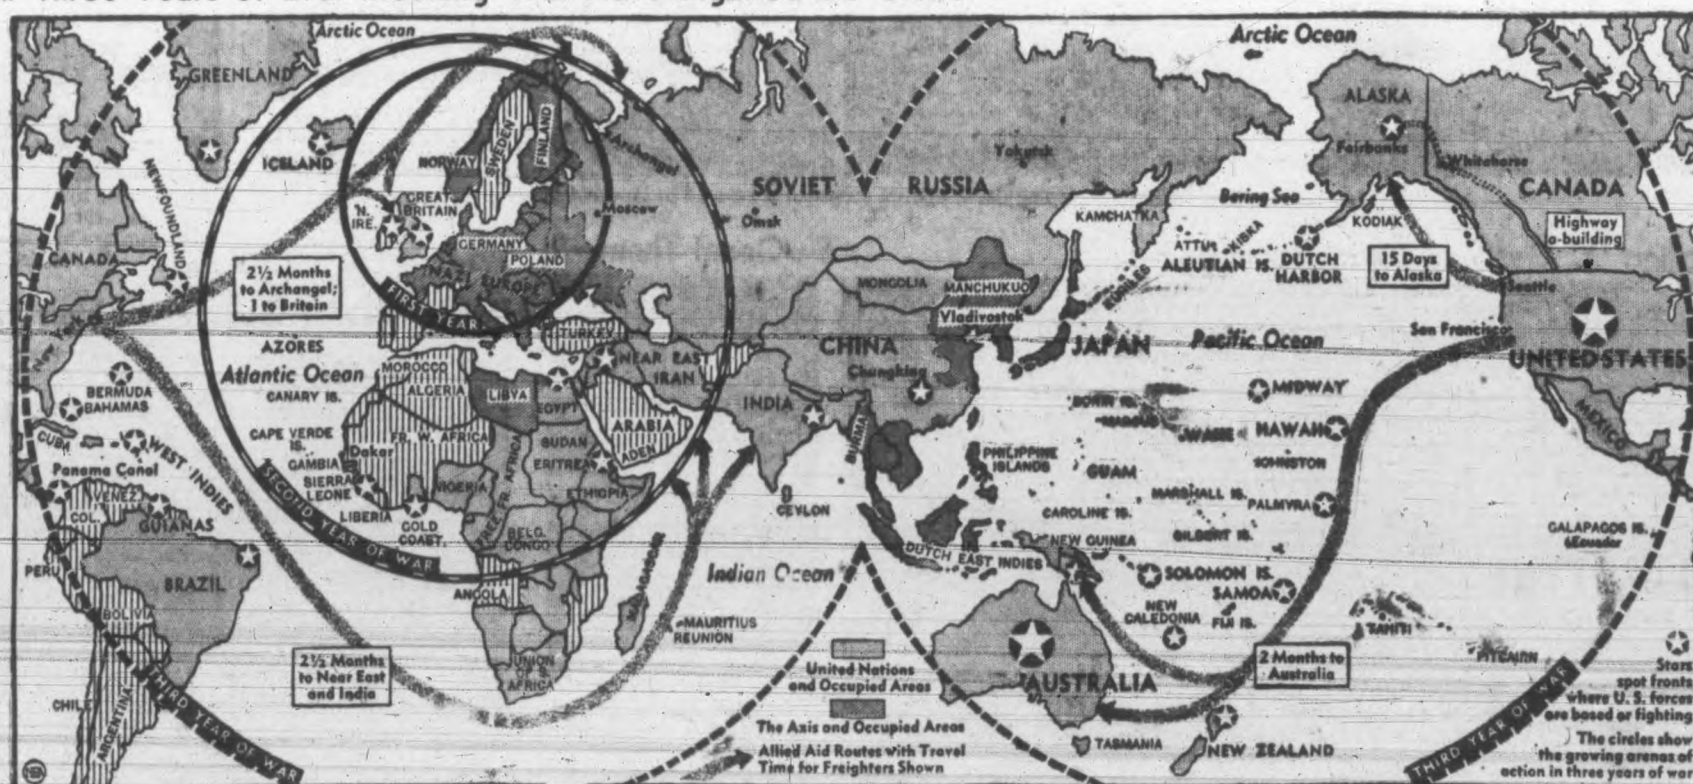 Arctic Ocean
GREENLAND
ICELAND
NEWFOUNDLAND
CANADA
New York
2½ Months
to Archangel;
1 to Britain
NORWAY
SWEDEN
FINLAND
Archangel
N.
IRE.
GREAT
BRITAIN
Moscow
GERMANY
POLAND
NAZI
EUROPE
FIRST YEAR
SOVIET RUSSIA
Omsk
Yakutsk
Arctic Ocean
ALASKA
Fairbanks
Whitehorse
CANADA
Bering Sea
KAMCHATKA
ATTU
KISKA
ALEUTIAN IS.
KURILES
DUTCH
HARBOR
KODIAK
15 Days
to Alaska
Highway
a-building
Seattle
San Francisco
UNITED STATES
MEXICO
MONGOLIA
MANCHUKUO
Vladivostok
CHINA
Chungking
JAPAN
Pacific Ocean
AZORES
Atlantic Ocean
CANARY IS.
BERMUDA
BAHAMAS
CUBA
WEST INDIES
Panama Canal
VENEZ.
COL.
GUIANAS
PERU
BRAZIL
BOLIVIA
CHILE
ARGENTINA
CAPE VERDE
IS.
GAMBIA
SIERRA
LEONE
LIBERIA
GOLD
COAST
Dakar
MOROCCO
ALGERIA
LIBYA
EGYPT
FR. W. AFRICA
NIGERIA
FREE FR. AFRICA
SUDAN
ERITREA
ETHIOPIA
BELG.
CONGO
ANGOLA
UNION
OF
AFRICA
MADAGASCAR
TURKEY
NEAR EAST
IRAN
ARABIA
ADEN
INDIA
CEYLON
BURMA
SECOND YEAR OF WAR
Indian Ocean
MAURITIUS
REUNION
2½ Months
to Near East
and India
THIRD YEAR OF WAR
PHILIPPINE
ISLANDS
BONIN IS.
MARCUS
WAKE
MIDWAY
HAWAII
JOHNSTON
GUAM
MARSHALL IS.
PALMYRA
CAROLINE IS.
NEW GUINEA
GILBERT IS.
DUTCH EAST INDIES
SOLOMON IS.
SAMOA
NEW
CALEDONIA
FIJI IS.
TAHITI
PITCAIRN
GALAPAGOS IS.
Ecuador
AUSTRALIA
TASMANIA
NEW ZEALAND
2 Months to
Australia
THIRD YEAR OF WAR
United Nations
and Occupied Areas
The Axis and Occupied Areas
Allied Aid Routes with Travel
Time for Freighters Shown
Stars
spot fronts
where U. S. forces
are based or fighting
The circles show
the growing arenas of
action in three years of war
NEA